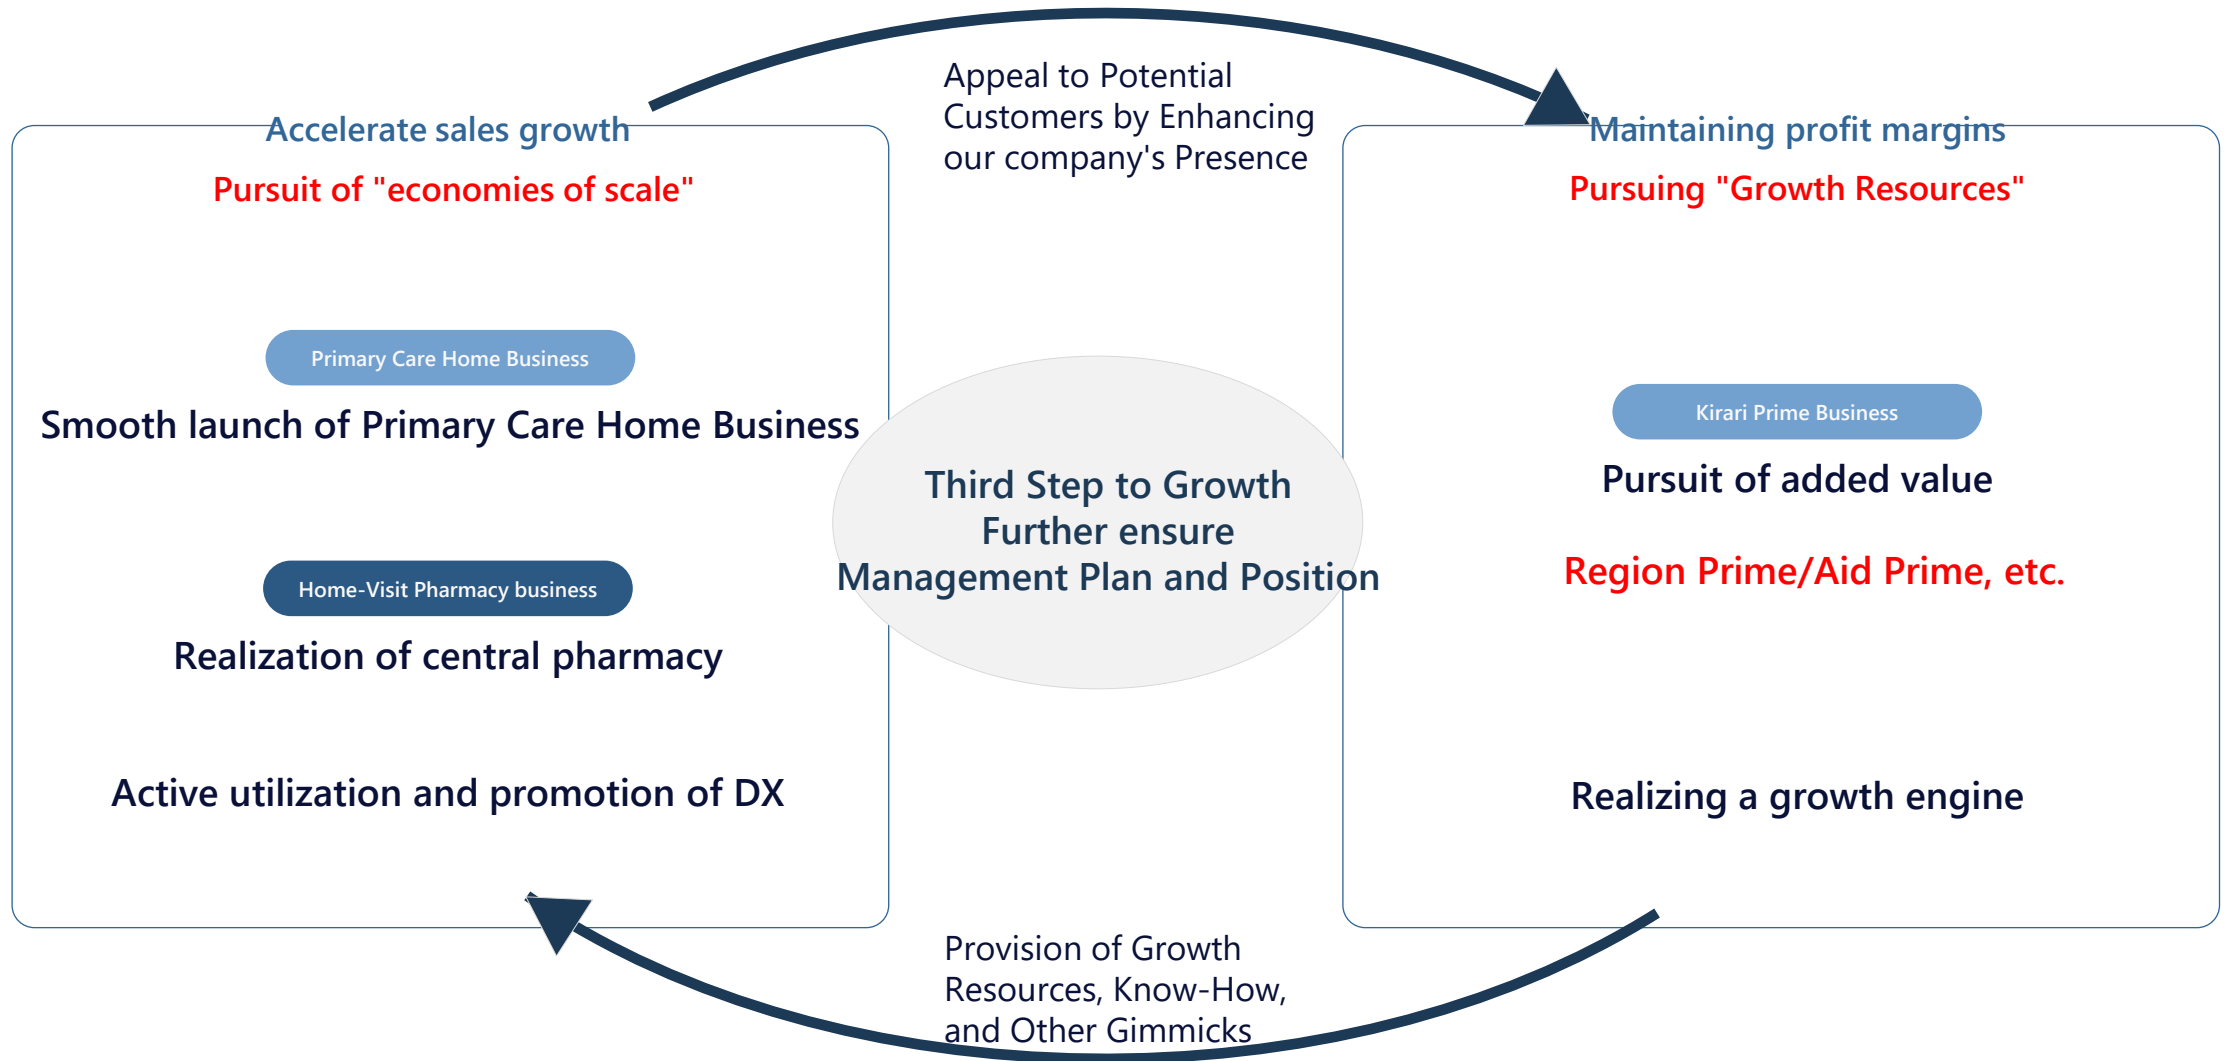 Appeal to Potential
Customers by Enhancing
our company's Presence
Accelerate sales growth
Pursuit of "economies of scale"
Primary Care Home Business
Smooth launch of Primary Care Home Business
Home-Visit Pharmacy business
Realization of central pharmacy
Active utilization and promotion of DX
Third Step to Growth
Further ensure
Management Plan and Position
Maintaining profit margins
Pursuing "Growth Resources"
Kirari Prime Business
Pursuit of added value
Region Prime/Aid Prime, etc.
Realizing a growth engine
Provision of Growth
Resources, Know-How,
and Other Gimmicks